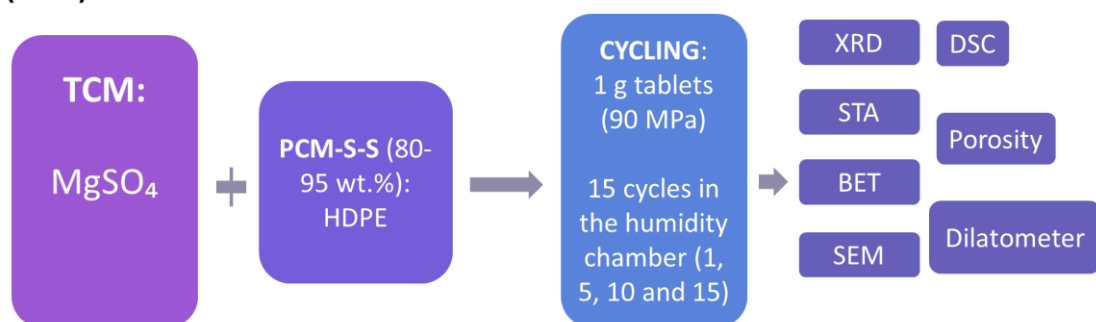 TCM:
MgSO₄
PCM-S-S (80-
95 wt.%):
HDPE
CYCLING:
1 g tablets
(90 MPa)
15 cycles in
the humidity
chamber (1,
5, 10 and 15)
XRD
DSC
STA
Porosity
BET
Dilatometer
SEM